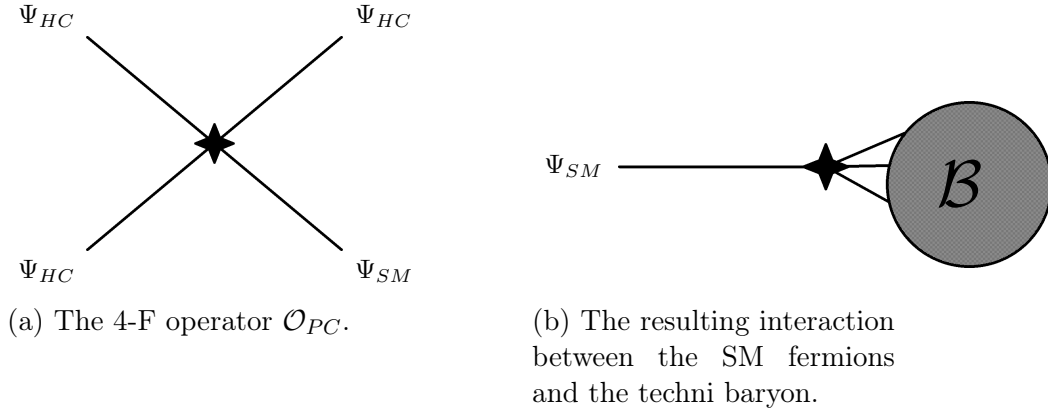 Ψ_{HC} Ψ_{HC}
Ψ_{SM} B
Ψ_{HC} Ψ_{SM}
(a) The 4-F operator O_{PC}.
(b) The resulting interaction
between the SM fermions
and the techni baryon.